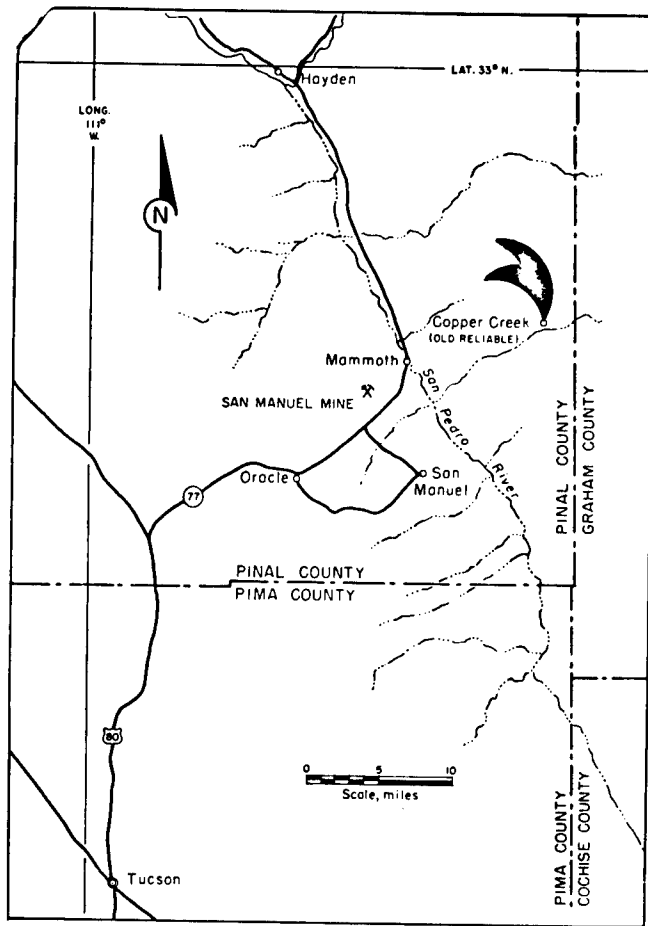 Hayden
LAT. 33° N.
LONG.
111°
W.
N
Copper Creek
(OLD RELIABLE)
Mammoth
SAN MANUEL MINE
San Pedro River
Oracle
San
Manuel
77
PINAL COUNTY
GRAHAM COUNTY
PINAL COUNTY
PIMA COUNTY
80
0 5 10
Scale, miles
PIMA COUNTY
COCHISE COUNTY
Tucson